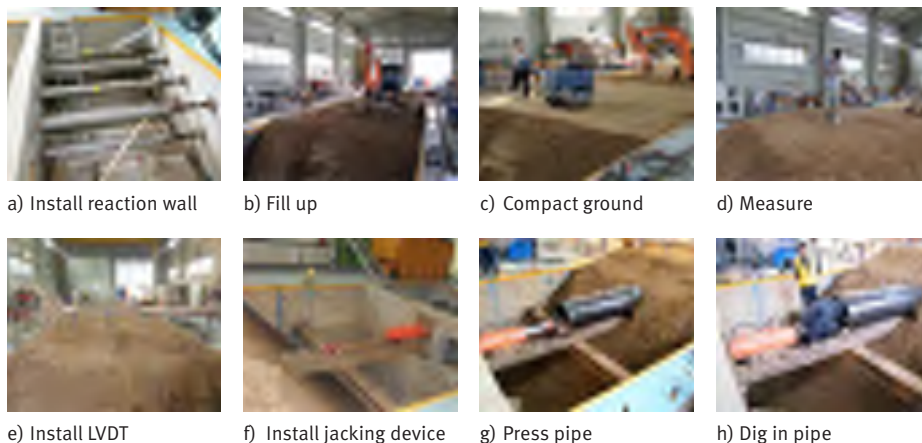 a) Install reaction wall
b) Fill up
c) Compact ground
d) Measure
e) Install LVDT
f) Install jacking device
g) Press pipe
h) Dig in pipe